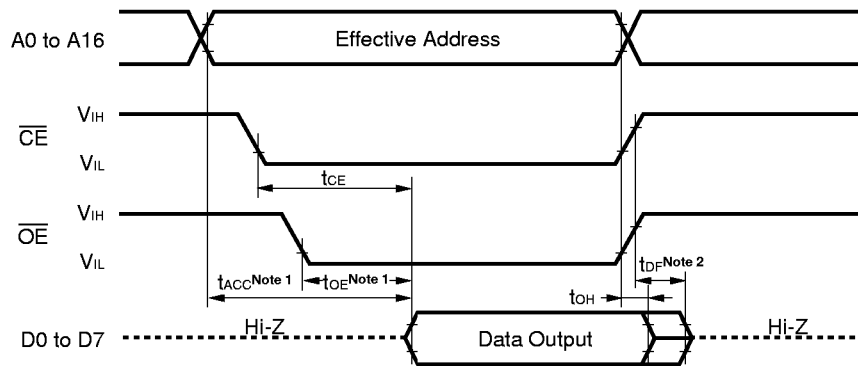 A0 to A16
Effective Address
VIH
CE
VIL
tCE
VIH
OE
VIL
tACC Note 1
tOE Note 1
tDF Note 2
tOH
D0 to D7
Hi-Z
Data Output
Hi-Z